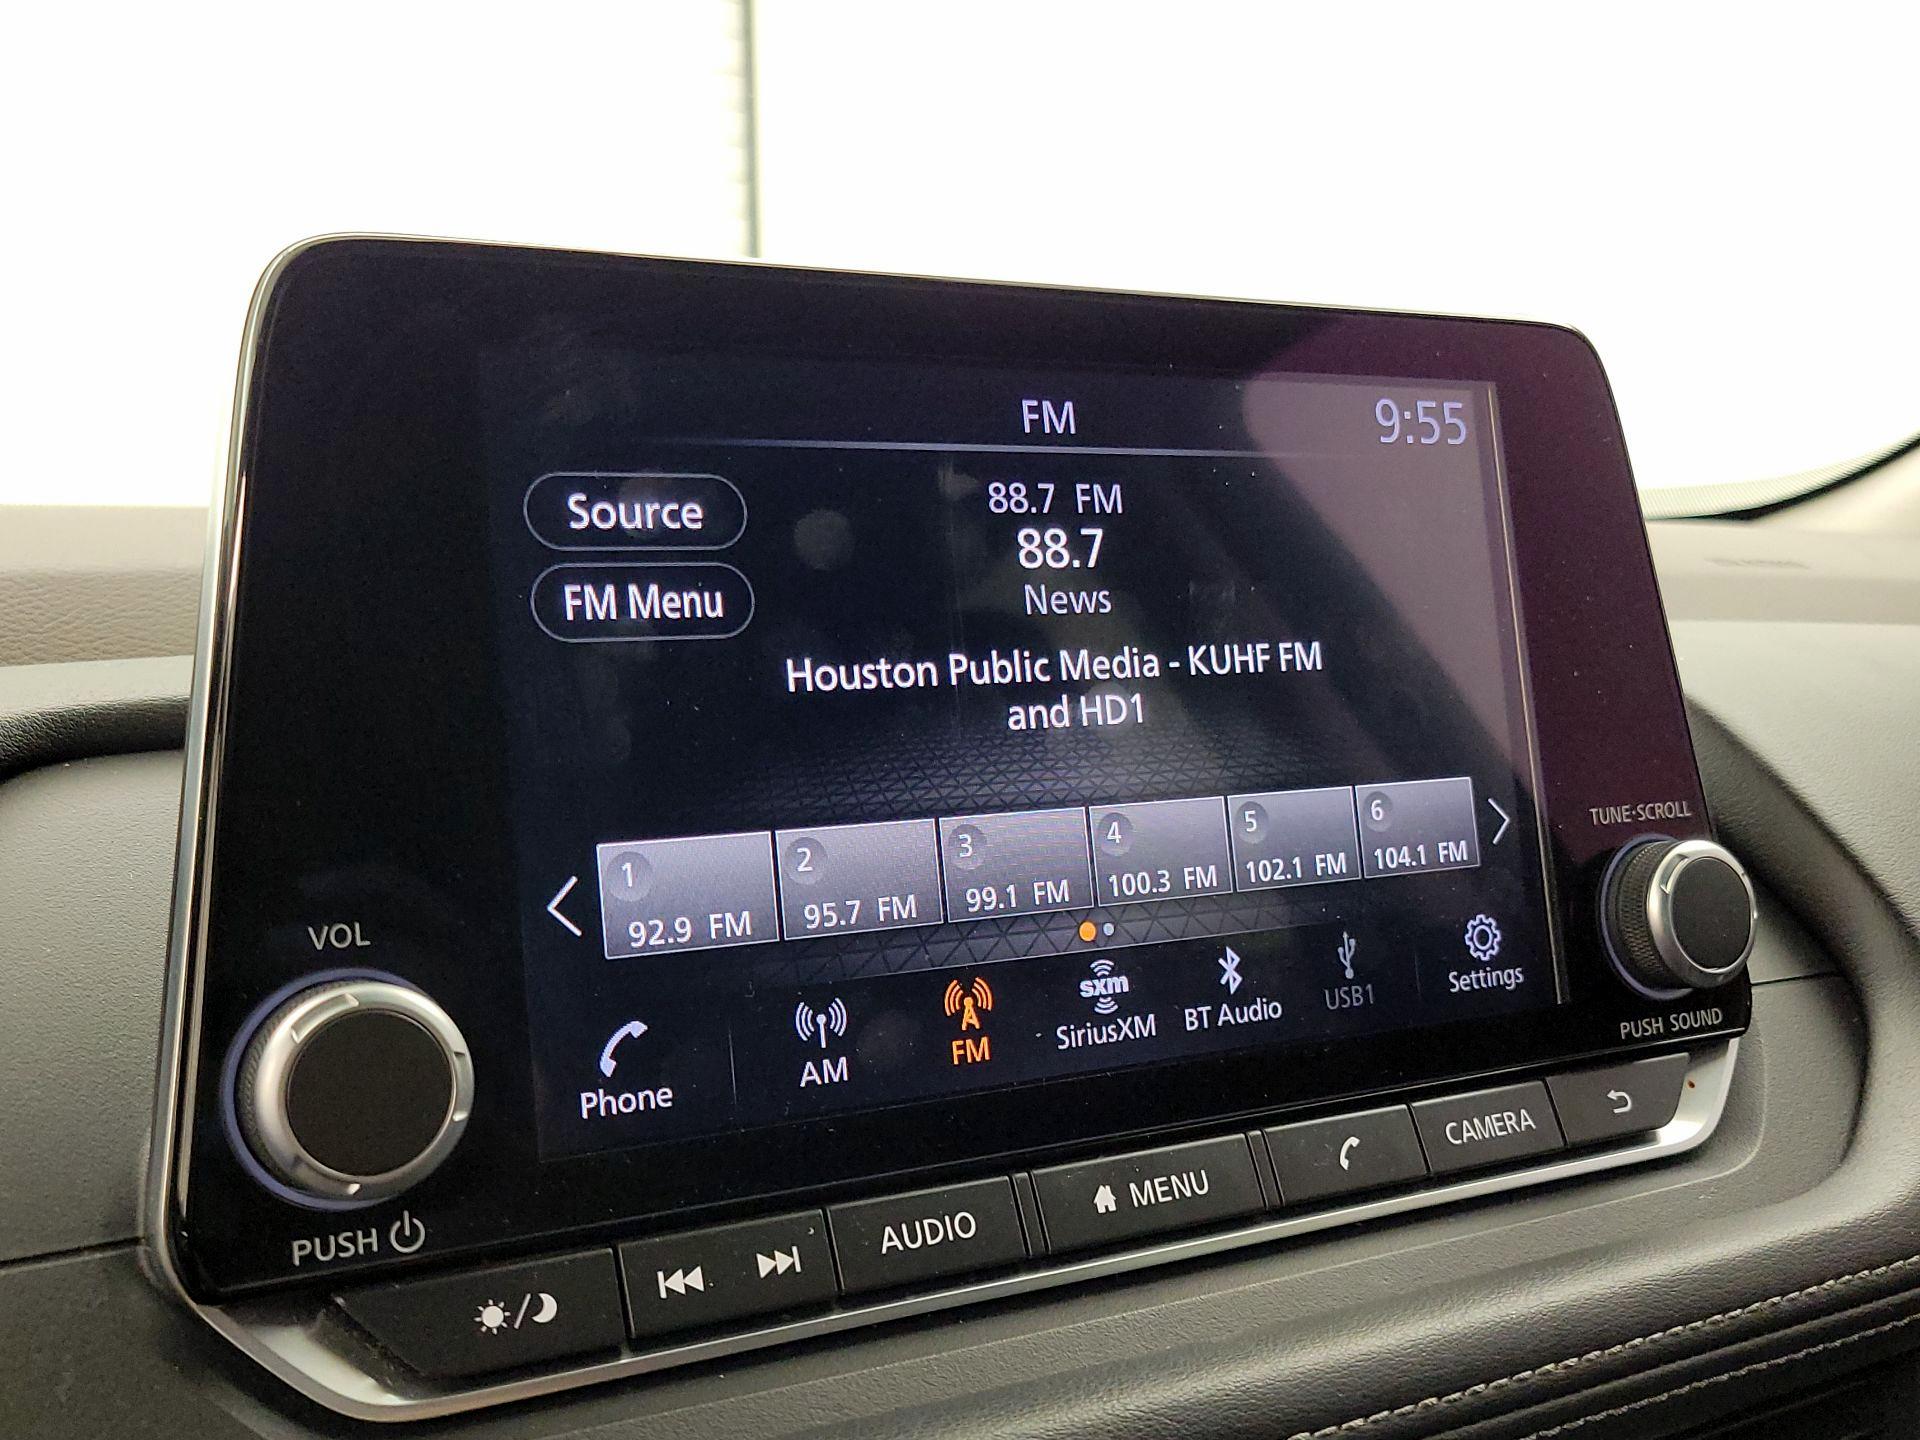 FM
9:55
Source
88.7 FM
88.7
FM Menu
News
Houston Public Media - KUHF FM
and HD1
1
92.9 FM
2
95.7 FM
3
99.1 FM
4
100.3 FM
5
102.1 FM
6
104.1 FM
TUNE·SCROLL
VOL
Phone
AM
FM
sxm
SiriusXM
BT Audio
USB1
Settings
PUSH SOUND
PUSH
AUDIO
MENU
CAMERA